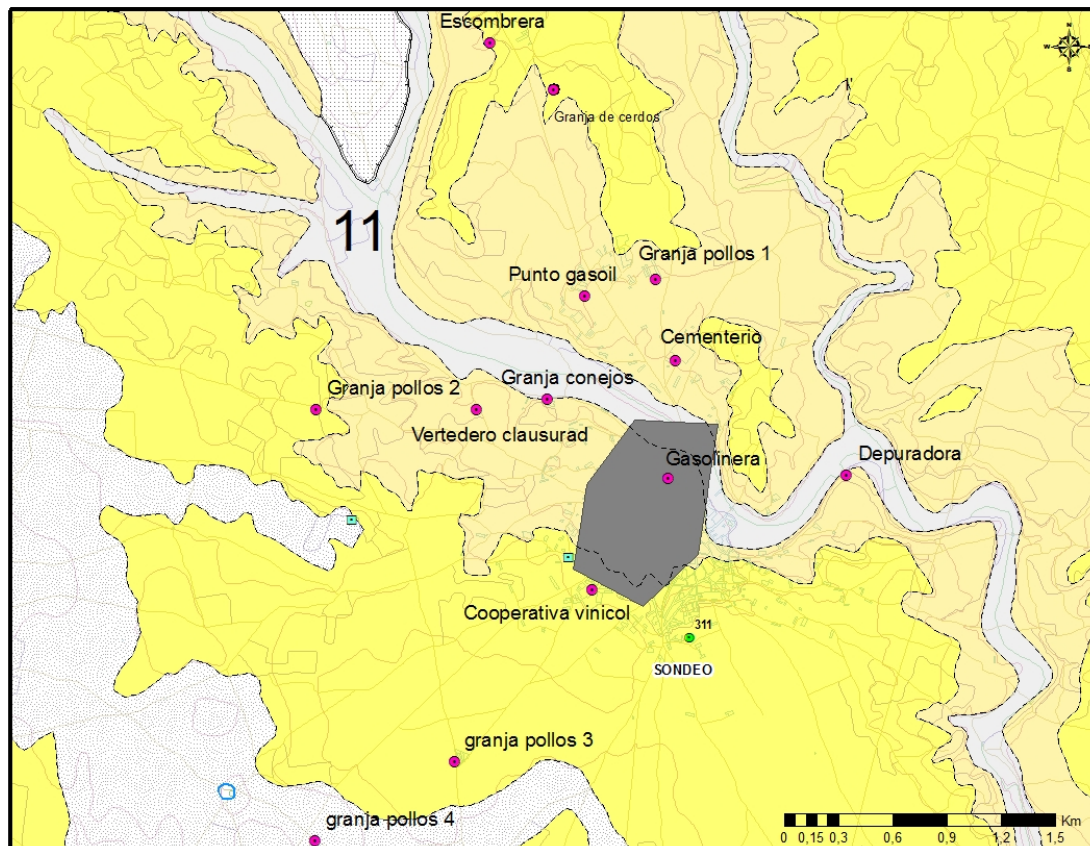 Escombrera
N
W
E
S
Granja de cerdos
1'
11
Granja pollos 1
Punto gasoil
Cementerio
Granja conejos
Granja pollos 2
Vertedero clausurad
Gasolinera
Depuradora
Cooperativa vinicol
311
SONDEO
granja pollos 3
granja pollos 4
Km
0 0,15 0,3 0,6 0,9 1,2 1,5